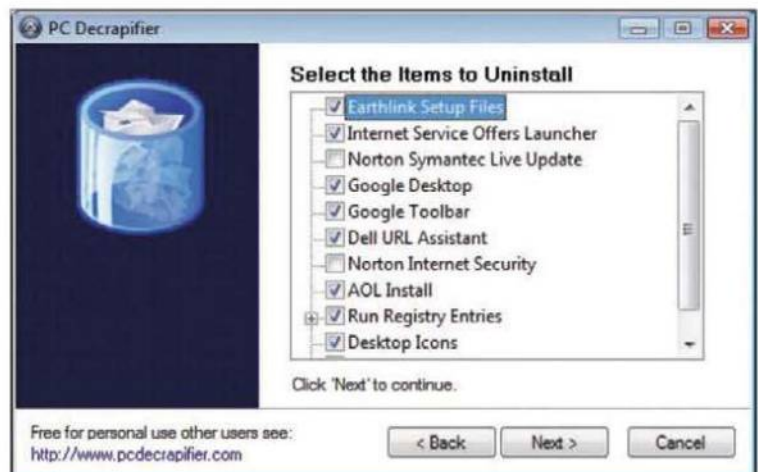 PC Decrapifier
Select the Items to Uninstall
Earthlink Setup Files
Internet Service Offers Launcher
Norton Symantec Live Update
Google Desktop
Google Toolbar
Dell URL Assistant
Norton Internet Security
AOL Install
Run Registry Entries
Desktop Icons
Click 'Next' to continue.
Free for personal use other users see:
http://www.pcdecrapifier.com
< Back
Next >
Cancel